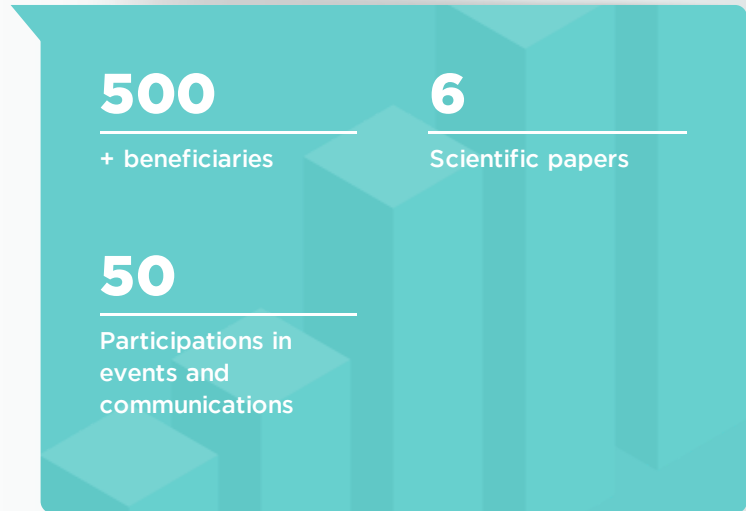 500
+ beneficiaries
6
Scientific papers
50
Participations in
events and
communications